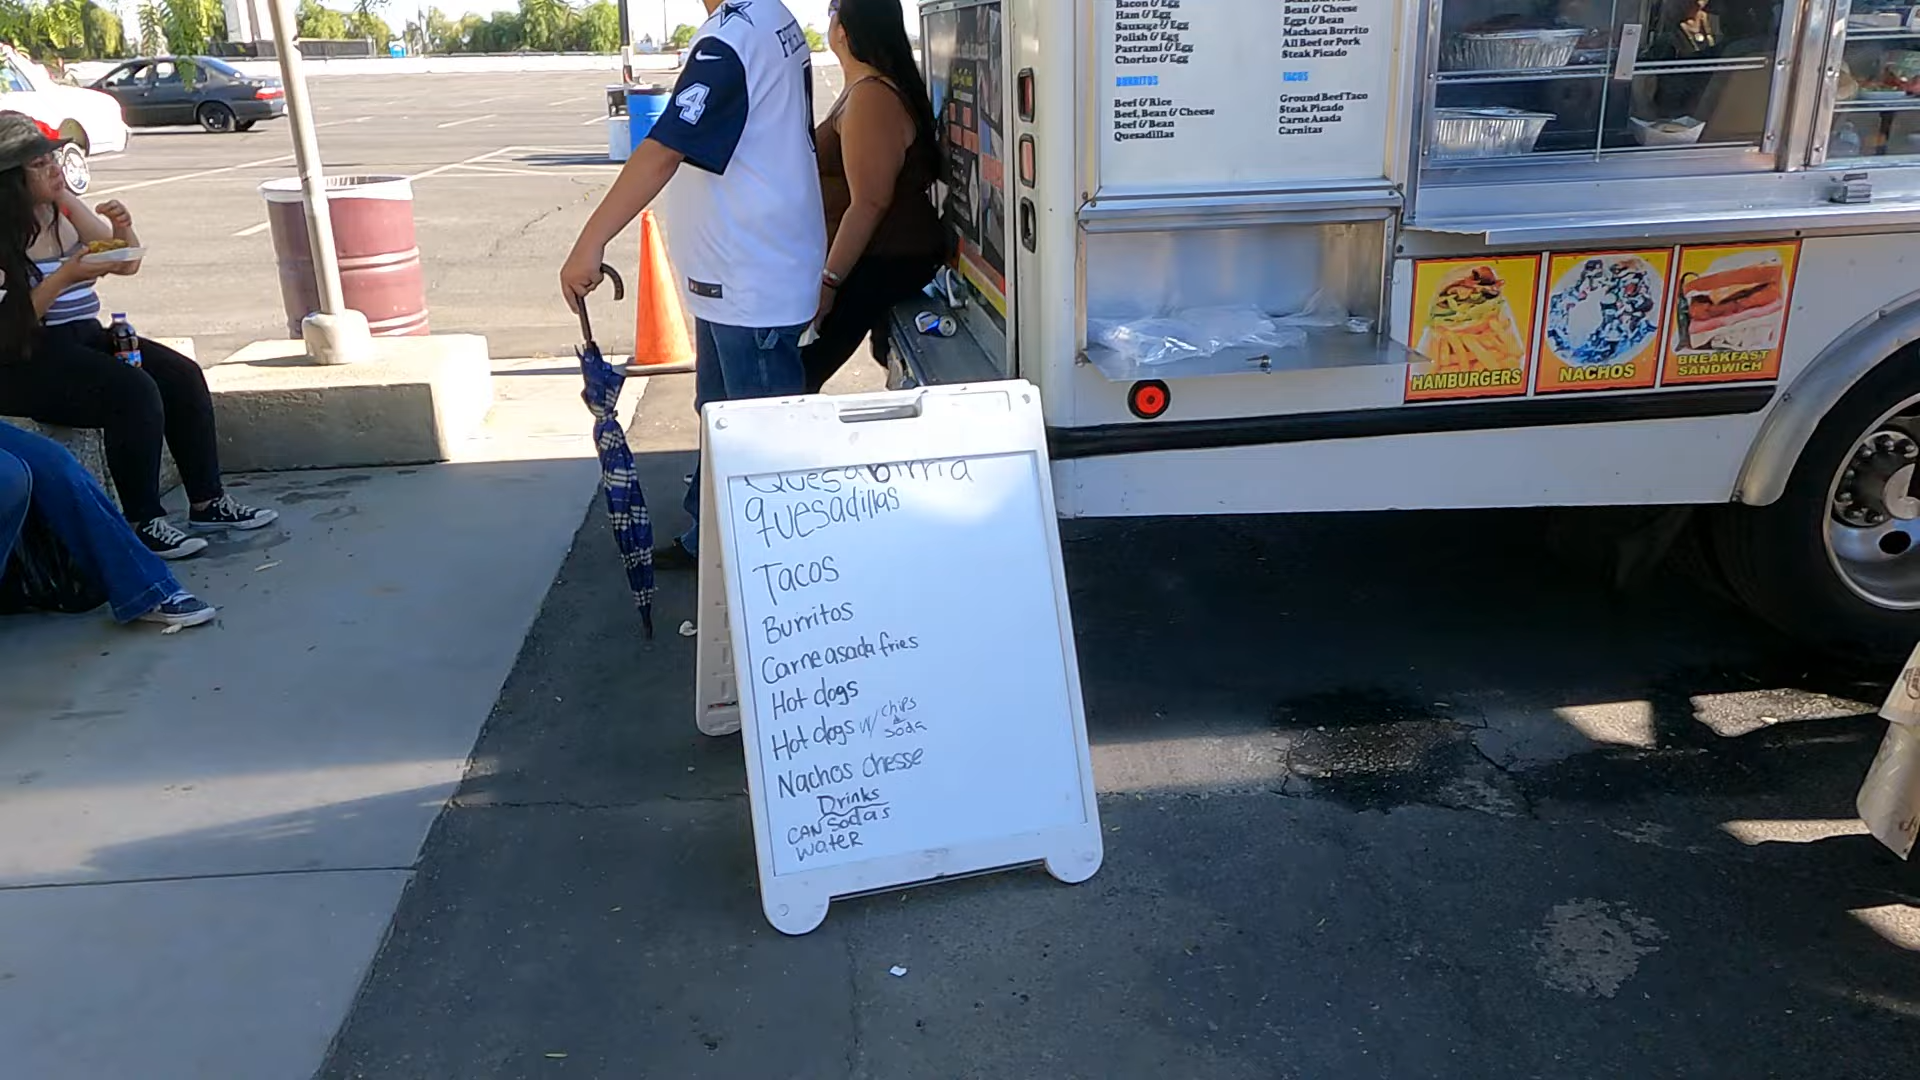 Bacon & Egg
Ham & Egg
Sausage & Egg
Polish & Egg
Pastrami & Egg
Chorizo & Egg
BURRITOS
Beef & Rice
Beef, Bean & Cheese
Beef & Bean
Quesadillas
Bean & Cheese
Eggs & Bean
Machaca Burrito
All Beef or Pork
Steak Picado
TACOS
Ground Beef Taco
Steak Picado
Carne Asada
Carnitas
4
HAMBURGERS
NACHOS
BREAKFAST
SANDWICH
Quesabirria
quesadillas
Tacos
Burritos
Carne asada fries
Hot dogs
Hot dogs w/ chips
&
soda
Nachos chesse
Drinks
CAN Sodas
WateR